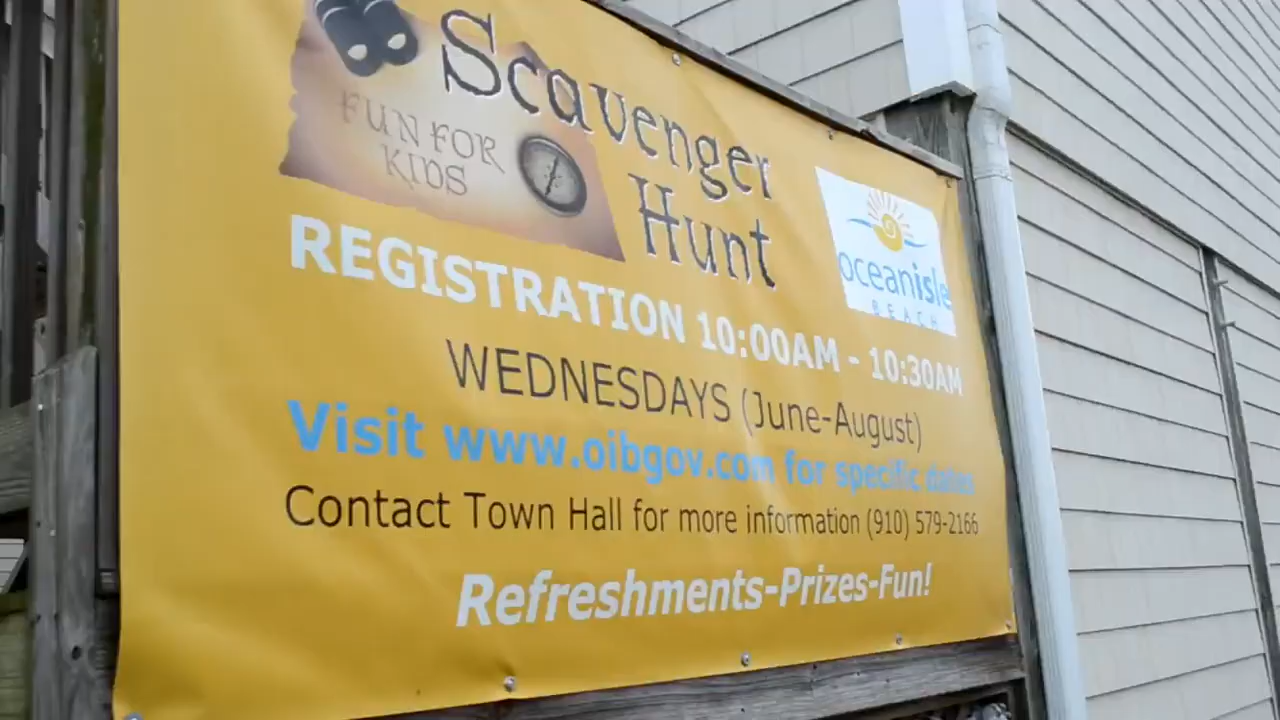 Scavenger
Hunt
FUN FOR
KIDS
oceanisle
BEACH
REGISTRATION 10:00AM - 10:30AM
WEDNESDAYS (June-August)
Visit www.oibgov.com for specific dates
Contact Town Hall for more information (910) 579-2166
Refreshments-Prizes-Fun!